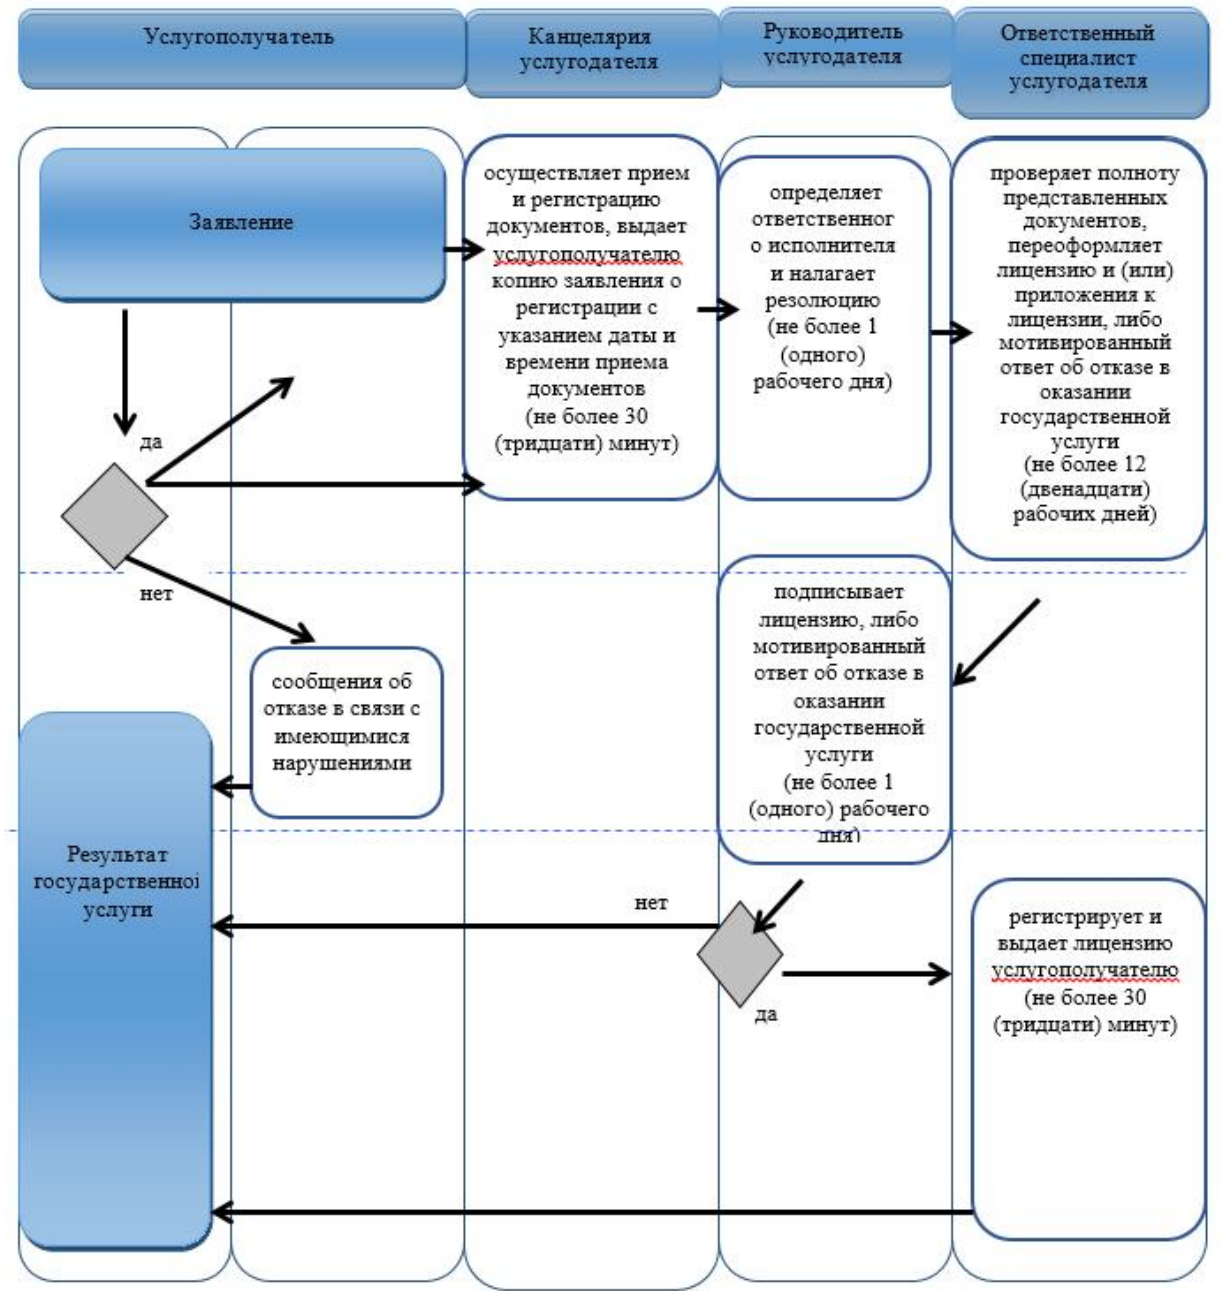 Услугополучатель
Канцелярия
услугодателя
Руководитель
услугодателя
Ответственный
специалист
услугодателя
Заявление
осуществляет прием
и регистрацию
документов, выдает
услугополучателю
копию заявления о
регистрации с
указанием даты и
времени приема
документов
(не более 30
(тридцати) минут)
определяет
ответственног
о исполнителя
и налагает
резолюцию
(не более 1
(одного)
рабочего дня)
проверяет полноту
представленных
документов,
переоформляет
лицензию и (или)
приложения к
лицензии, либо
мотивированный
ответ об отказе в
оказании
государственной
услуги
(не более 12
(двенадцати)
рабочих дней)
да
нет
сообщения об
отказе в связи с
имеющимися
нарушениями
подписывает
лицензию, либо
мотивированный
ответ об отказе в
оказании
государственной
услуги
(не более 1
(одного) рабочего
дня)
Результат
государственной
услуги
нет
да
регистрирует и
выдает лицензию
услугополучателю
(не более 30
(тридцати) минут)